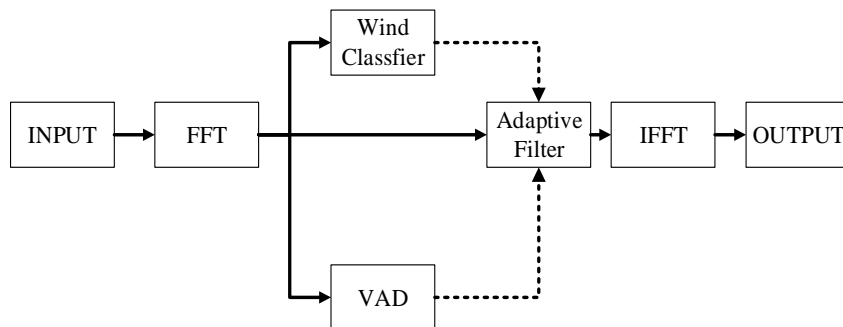 Wind
Classfier
INPUT
FFT
Adaptive
Filter
IFFT
OUTPUT
VAD